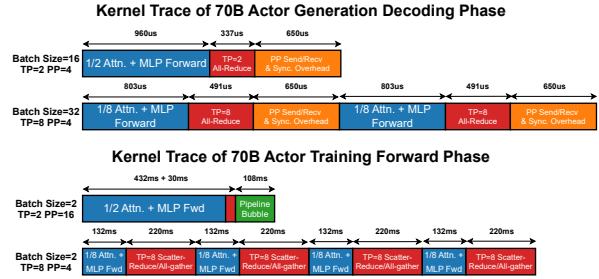 Kernel Trace of 70B Actor Generation Decoding Phase
960us 337us 650us
Batch Size=16
TP=2 PP=4
1/2 Attn. + MLP Forward
TP=2
All-Reduce
PP Send/Recv
& Sync. Overhead
803us 491us 650us 803us 491us 650us
Batch Size=32
TP=8 PP=4
1/8 Attn. + MLP
Forward
TP=8
All-Reduce
PP Send/Recv
& Sync. Overhead
1/8 Attn. + MLP
Forward
TP=8
All-Reduce
PP Send/Recv
& Sync. Overhead
Kernel Trace of 70B Actor Training Forward Phase
432ms + 30ms 108ms
Batch Size=2
TP=2 PP=16
1/2 Attn. + MLP Fwd
Pipeline
Bubble
132ms 220ms 132ms 220ms 132ms 220ms 132ms 220ms
Batch Size=2
TP=8 PP=4
1/8 Attn. +
MLP Fwd
TP=8 Scatter-
Reduce/All-gather
1/8 Attn. +
MLP Fwd
TP=8 Scatter-
Reduce/All-gather
1/8 Attn. +
MLP Fwd
TP=8 Scatter-
Reduce/All-gather
1/8 Attn. +
MLP Fwd
TP=8 Scatter-
Reduce/All-gather